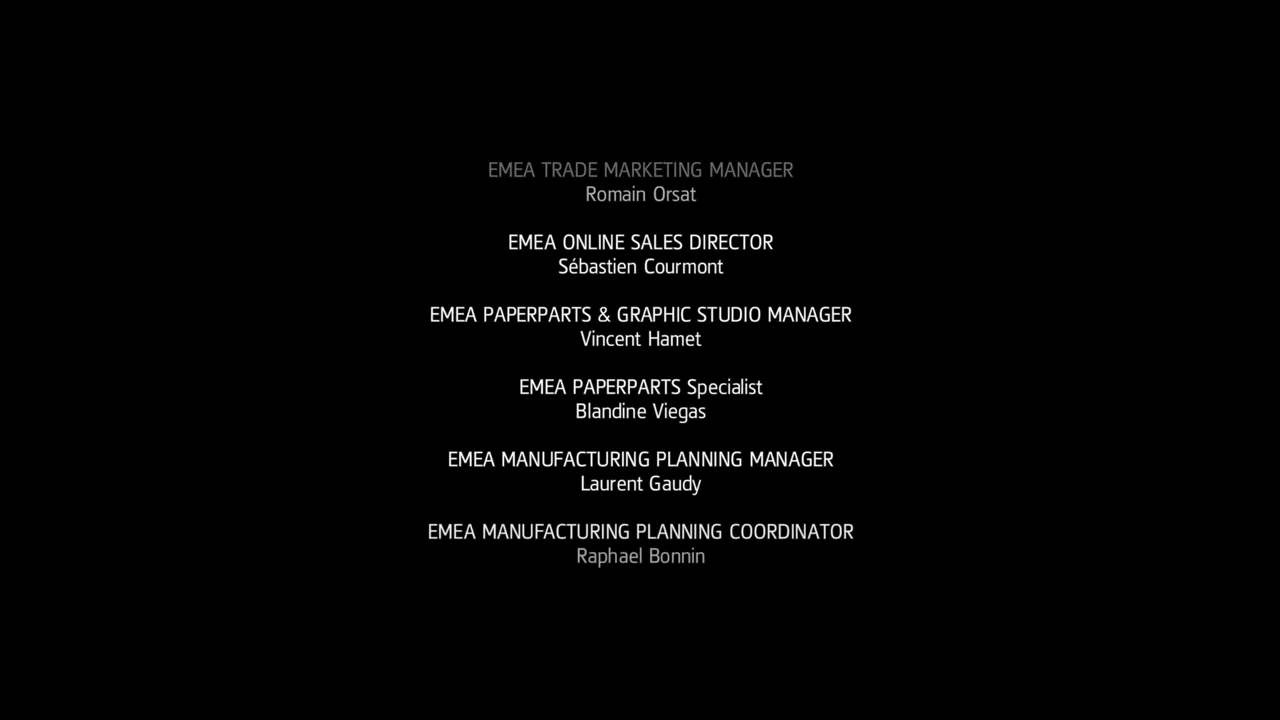 EMEA TRADE MARKETING MANAGER
Romain Orsat
EMEA ONLINE SALES DIRECTOR
Sébastien Courmont
EMEA PAPERPARTS & GRAPHIC STUDIO MANAGER
Vincent Hamet
EMEA PAPERPARTS Specialist
Blandine Viegas
EMEA MANUFACTURING PLANNING MANAGER
Laurent Gaudy
EMEA MANUFACTURING PLANNING COORDINATOR
Raphael Bonnin